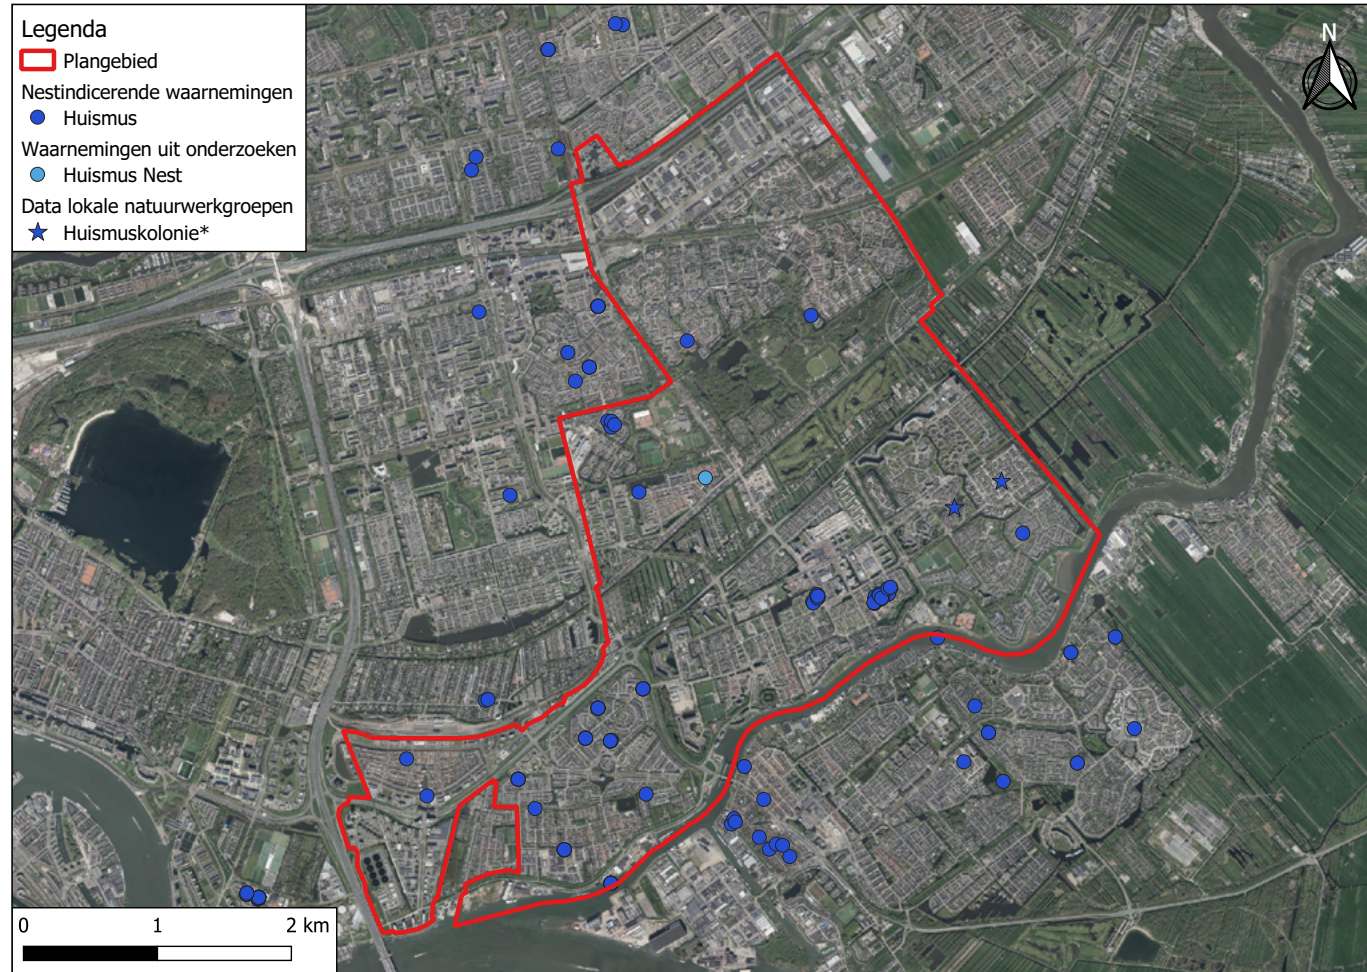 Legenda
Plangebied
Nestindicerende waarnemingen
Huismus
Waarnemingen uit onderzoeken
Huismus Nest
Data lokale natuurwerkgroepen
Huismuskolonie*
N
0 1 2 km